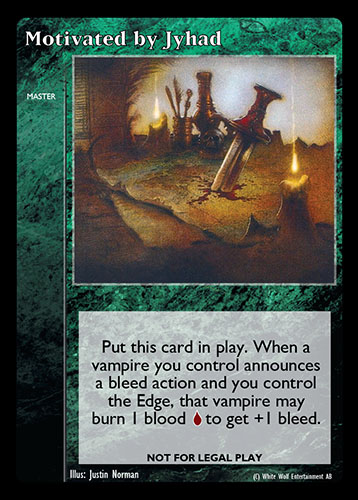 Motivated by Jyhad
MASTER
Put this card in play. When a
vampire you control announces
a bleed action and you control
the Edge, that vampire may
burn 1 blood to get +1 bleed.
NOT FOR LEGAL PLAY
Illus: Justin Norman
(C) White Wolf Entertainment AB